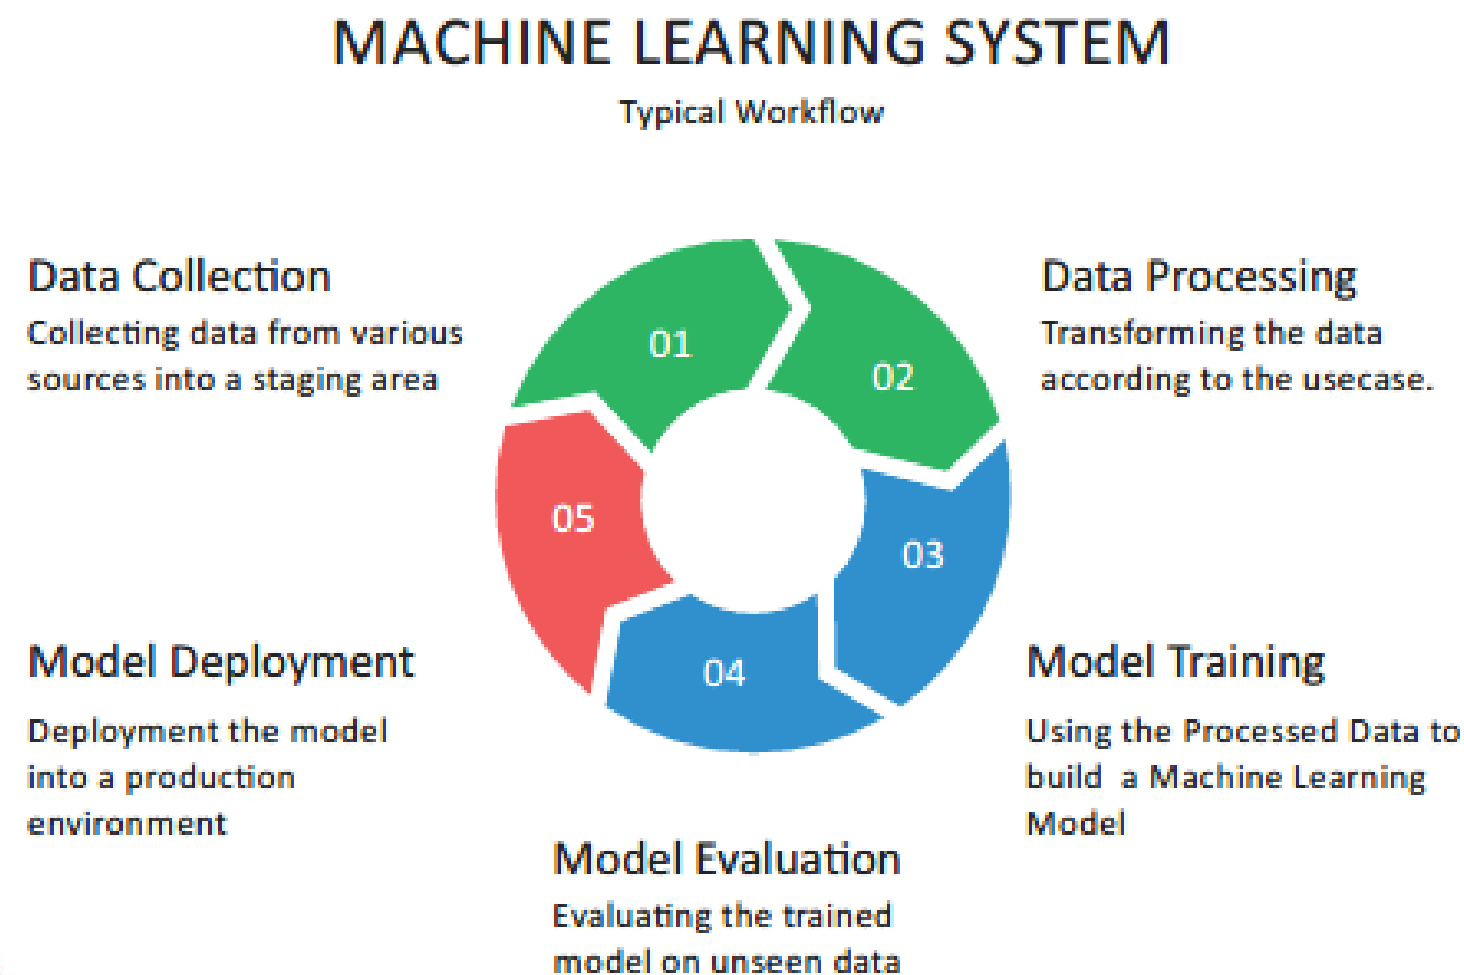 MACHINE LEARNING SYSTEM
Typical Workflow
Data Collection
Collecting data from various
sources into a staging area
01
02
Data Processing
Transforming the data
according to the usecase.
05
03
04
Model Deployment
Deployment the model
into a production
environment
Model Training
Using the Processed Data to
build  a Machine Learning
Model
Model Evaluation
Evaluating the trained
model on unseen data